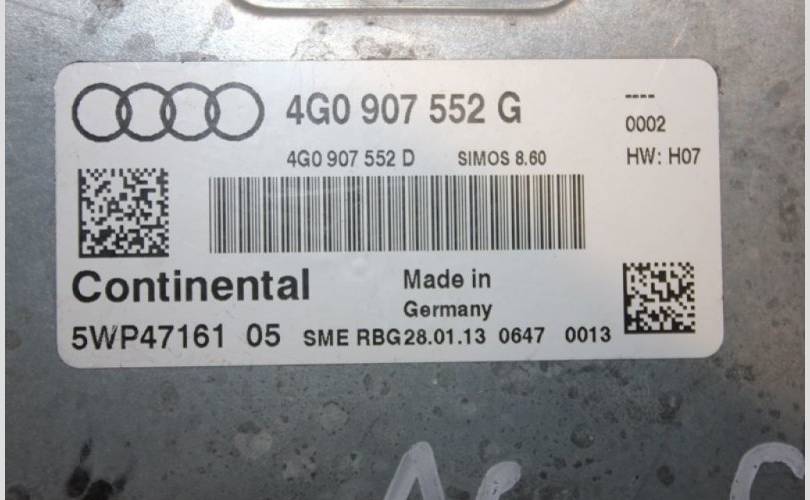 4G0 907 552 G
----
0002
4G0 907 552 D SIMOS 8.60
HW: H07
Continental
Made in
Germany
5WP47161 05 SME RBG28.01.13 0647 0013